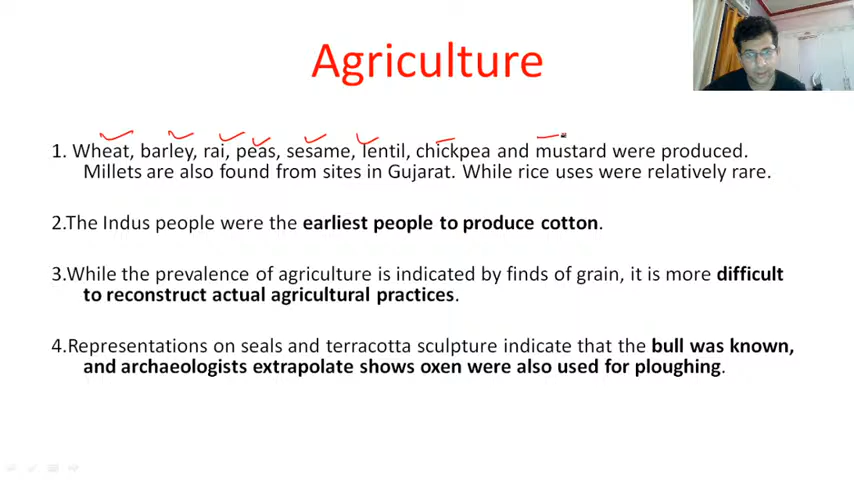 Agriculture
1. Wheat, barley, rai, peas, sesame, lentil, chickpea and mustard were produced.
Millets are also found from sites in Gujarat. While rice uses were relatively rare.
2.The Indus people were the earliest people to produce cotton.
3.While the prevalence of agriculture is indicated by finds of grain, it is more difficult
to reconstruct actual agricultural practices.
4.Representations on seals and terracotta sculpture indicate that the bull was known,
and archaeologists extrapolate shows oxen were also used for ploughing.